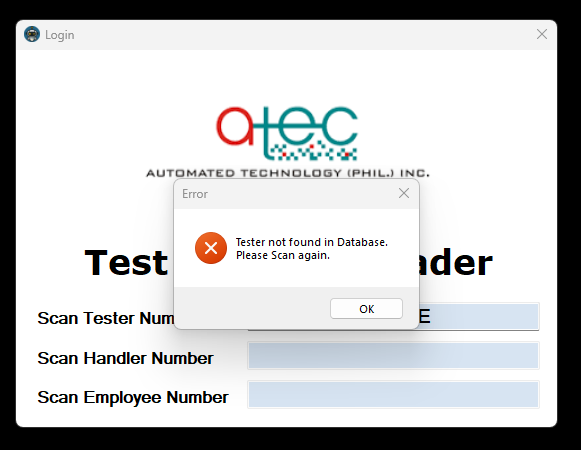 Login
atec
AUTOMATED TECHNOLOGY (PHIL.) INC.
Error
Tester not found in Database.
Please Scan again.
OK
Test ader
Scan Tester Num E
Scan Handler Number
Scan Employee Number